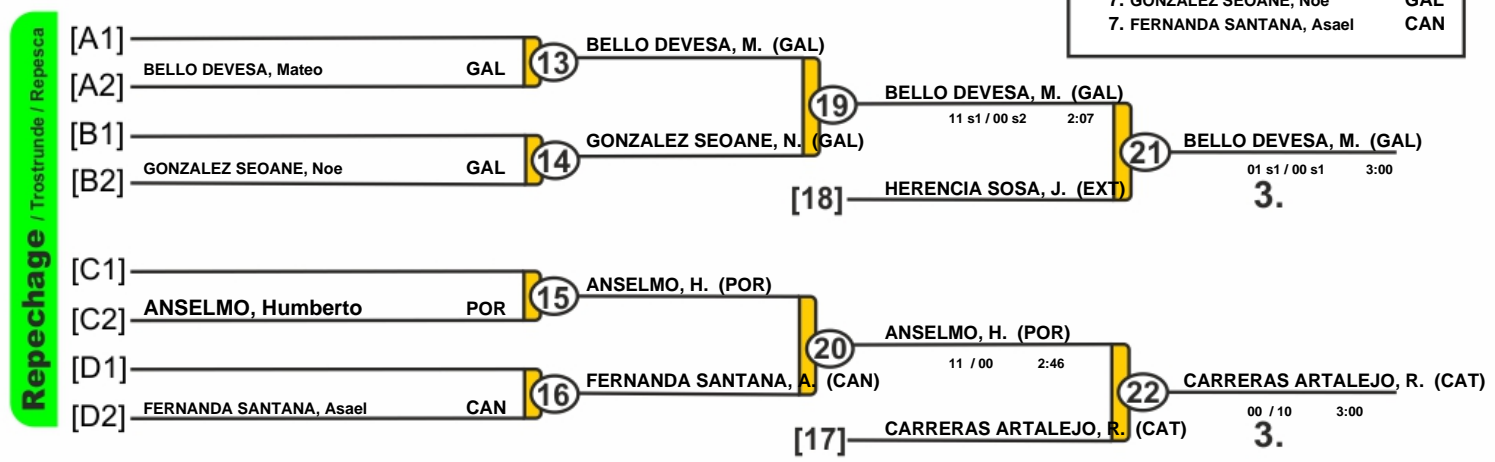 7. GONZALEZ SEOANE, Noe GAL
7. FERNANDA SANTANA, Asael CAN
Repechage / Trostrunde / Repesca
[A1]
BELLO DEVESA, M. (GAL)
BELLO DEVESA, Mateo GAL 13
[A2]
BELLO DEVESA, M. (GAL)
19
11 s1 / 00 s2 2:07
[B1]
GONZALEZ SEOANE, N. (GAL)
BELLO DEVESA, M. (GAL)
21
GONZALEZ SEOANE, Noe GAL 14
01 s1 / 00 s1 3:00
[B2]
HERENCIA SOSA, J. (EXT)
[18]
3.
[C1]
ANSELMO, H. (POR)
ANSELMO, Humberto POR 15
[C2]
ANSELMO, H. (POR)
20
11 / 00 2:46
[D1]
FERNANDA SANTANA, A. (CAN)
CARRERAS ARTALEJO, R. (CAT)
22
FERNANDA SANTANA, Asael CAN 16
00 / 10 3:00
[D2]
CARRERAS ARTALEJO, R. (CAT)
[17]
3.